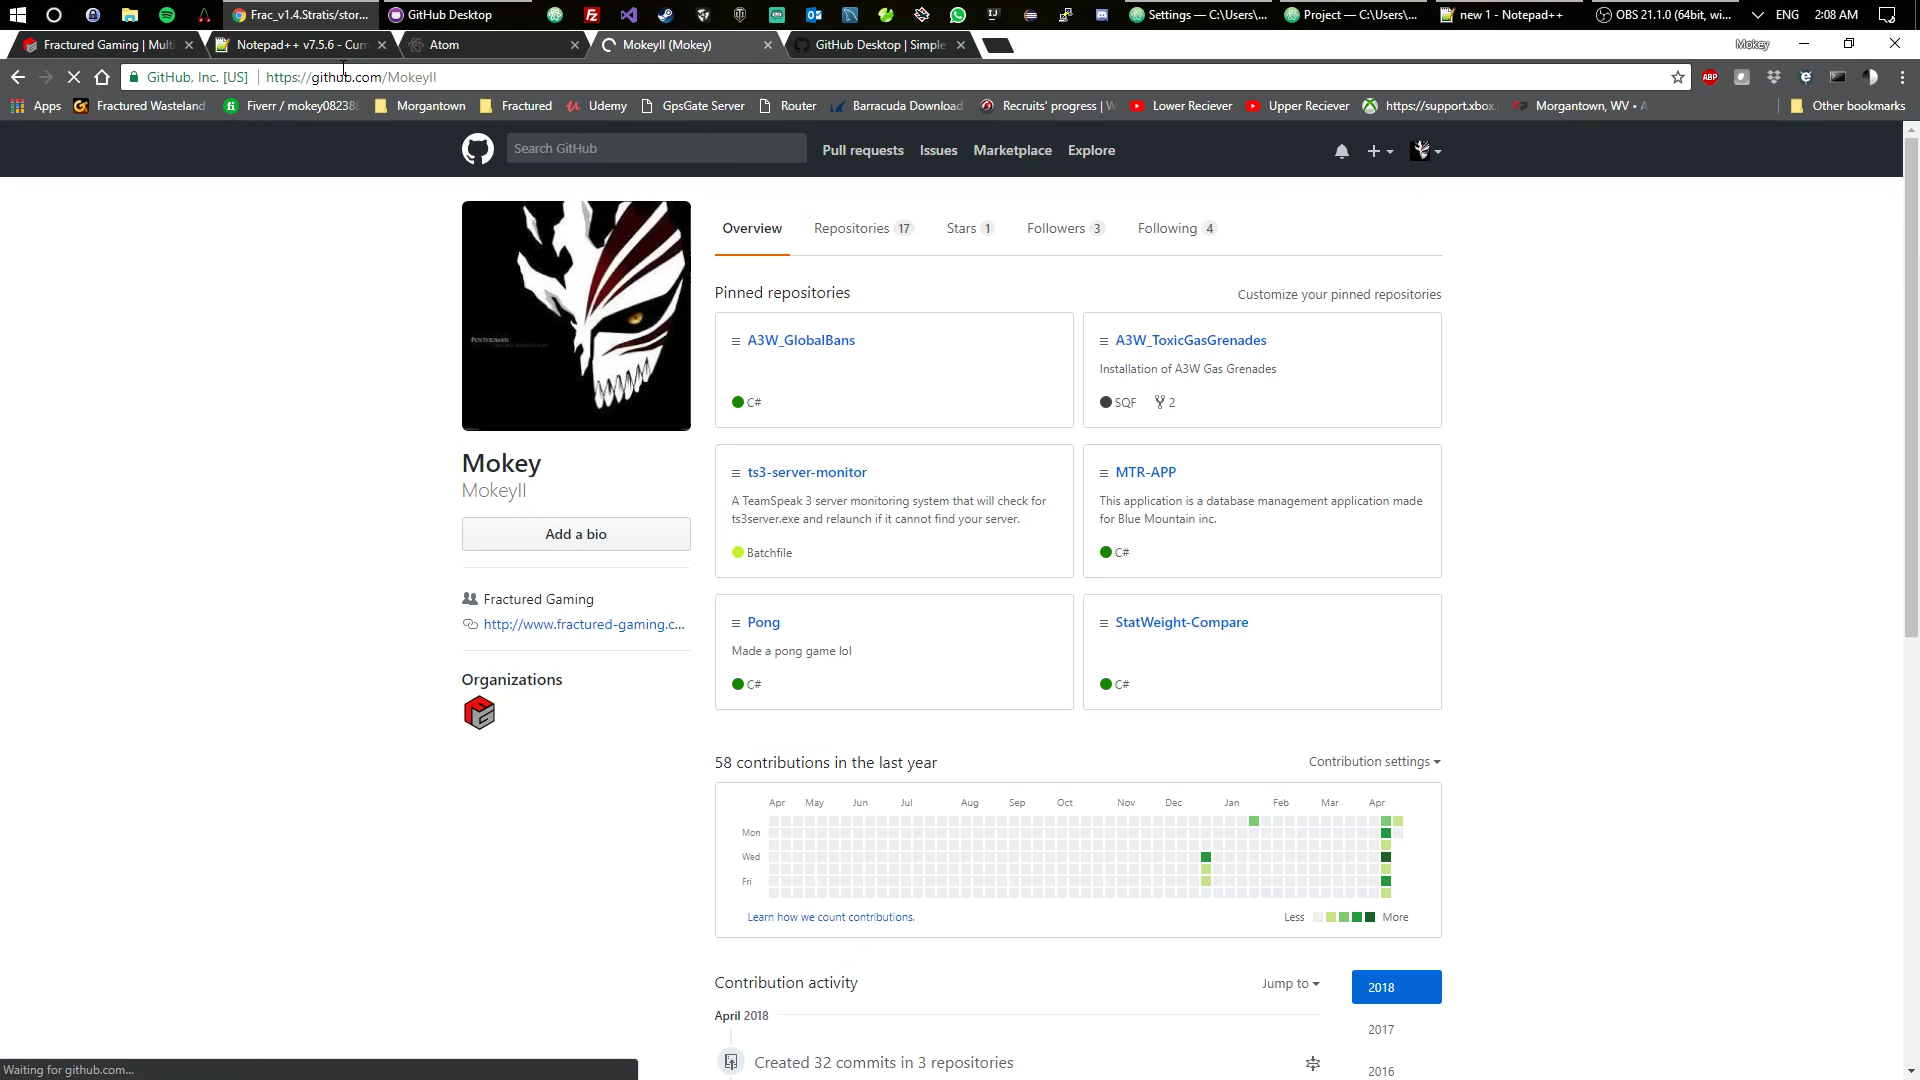 Frac_v1.4.Stratis/stor...
GitHub Desktop
Settings — C:\Users\...
Project — C:\Users\...
new 1 - Notepad++
OBS 21.1.0 (64bit, wi...
ENG
2:08 AM
Fractured Gaming | Multi
Notepad++ v7.5.6 - Curr
Atom
MokeyII (Mokey)
GitHub Desktop | Simple
Mokey
GitHub, Inc. [US]
https://github.com/MokeyII
ABP
Apps
Fractured Wasteland
Fiverr / mokey08238
Morgantown
Fractured
Udemy
GpsGate Server
Router
Barracuda Download
Recruits' progress | W
Lower Reciever
Upper Reciever
https://support.xbox.
Morgantown, WV • A
Other bookmarks
Search GitHub
Pull requests
Issues
Marketplace
Explore
Overview
Repositories 17
Stars 1
Followers 3
Following 4
Pinned repositories
Customize your pinned repositories
A3W_GlobalBans
C#
A3W_ToxicGasGrenades
Installation of A3W Gas Grenades
SQF
2
ts3-server-monitor
A TeamSpeak 3 server monitoring system that will check for
ts3server.exe and relaunch if it cannot find your server.
Batchfile
MTR-APP
This application is a database management application made
for Blue Mountain inc.
C#
Pong
Made a pong game lol
C#
StatWeight-Compare
C#
Mokey
MokeyII
Add a bio
Fractured Gaming
http://www.fractured-gaming.c...
Organizations
58 contributions in the last year
Contribution settings
Apr May Jun Jul Aug Sep Oct Nov Dec Jan Feb Mar Apr
Mon
Wed
Fri
Learn how we count contributions.
Less
More
Contribution activity
Jump to
2018
April 2018
2017
Created 32 commits in 3 repositories
2016
Waiting for github.com...